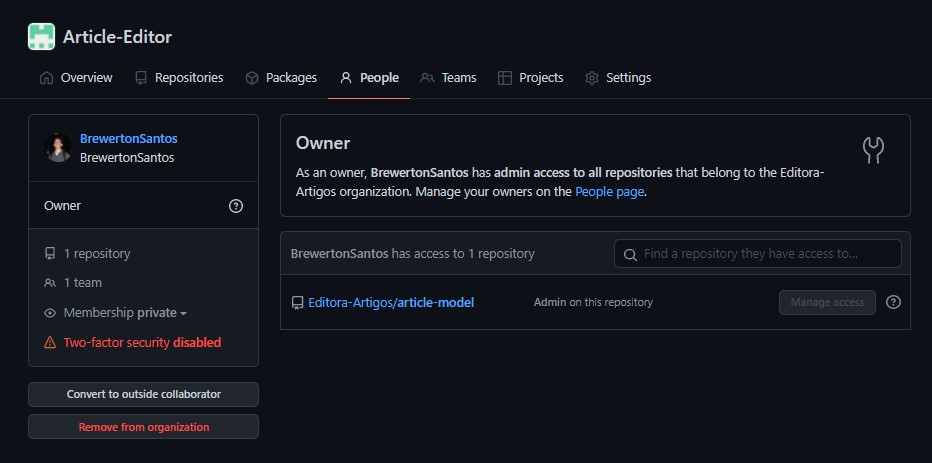 Article-Editor
Overview Repositories Packages People Teams Projects Settings
BrewertonSantos
BrewertonSantos
Owner
1 repository
1 team
Membership private
Two-factor security disabled
Convert to outside collaborator
Remove from organization
Owner
As an owner, BrewertonSantos has admin access to all repositories that belong to the Editora-
Artigos organization. Manage your owners on the People page.
BrewertonSantos has access to 1 repository
Find a repository they have access to...
Editora-Artigos/article-model
Admin on this repository
Manage access